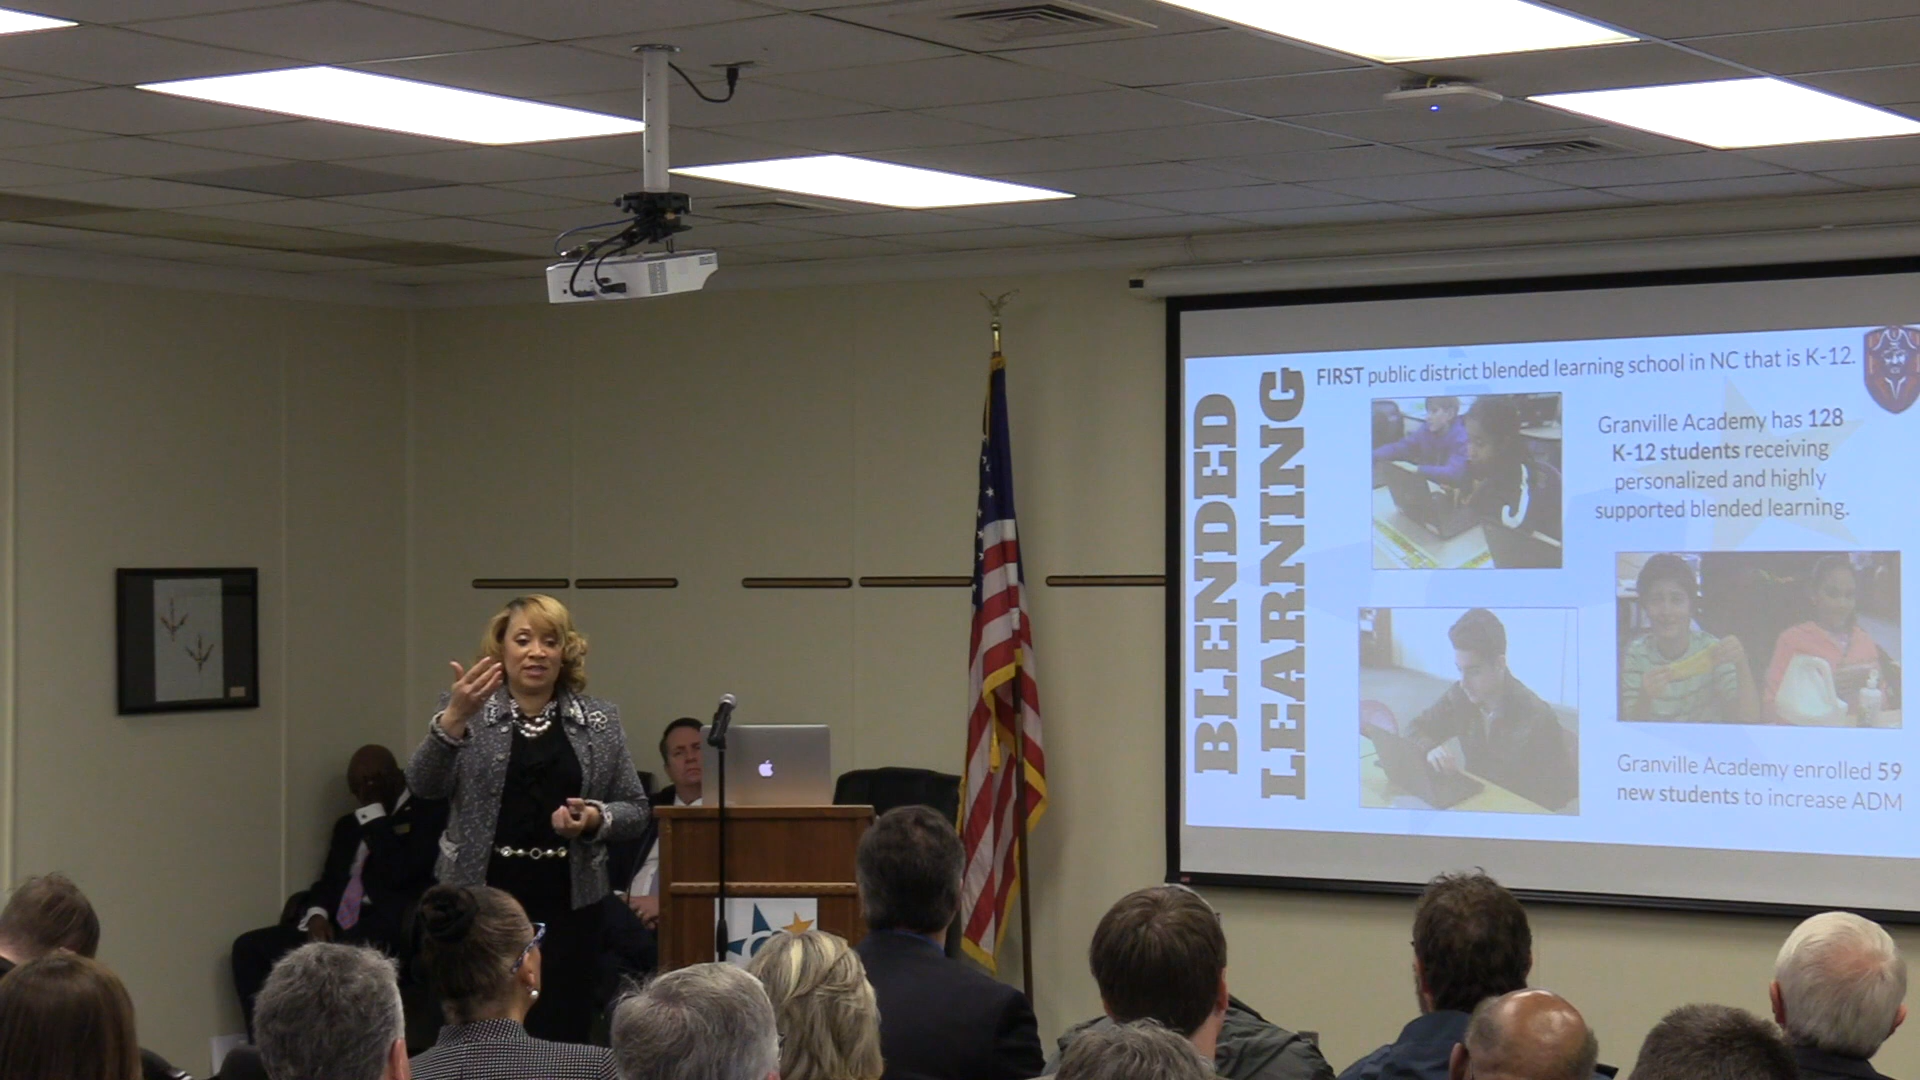 BLENDED
LEARNING
FIRST public district blended learning school in NC that is K-12.
Granville Academy has 128
K-12 students receiving
personalized and highly
supported blended learning.
Granville Academy enrolled 59
new students to increase ADM